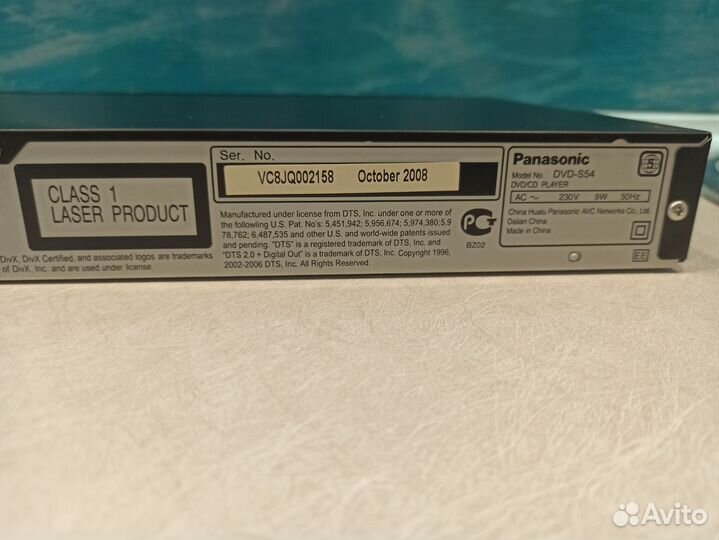 CLASS 1
LASER PRODUCT
DivX, DivX Certified, and associated logos are trademarks
of DivX, Inc. and are used under license.
Ser. No.
VC8JQ002158 October 2008
Manufactured under license from DTS, Inc. under one or more of
the following U.S. Pat. No's: 5,451,942; 5,956,674; 5,974,380;5,9
78,762; 6,487,535 and other U.S. and world-wide patents issued
and pending. "DTS" is a registered trademark of DTS, Inc. and
"DTS 2.0 + Digital Out" is a trademark of DTS, Inc. Copyright 1996,
2002-2006 DTS, Inc. All Rights Reserved.
BZ02
Panasonic
Model No. DVD-S54
DVD/CD PLAYER
5
AC ~ 230V 9W 50Hz
China Hualu Panasonic AVC Networks Co., Ltd.
Dalian China
Made in China
EE
Avito